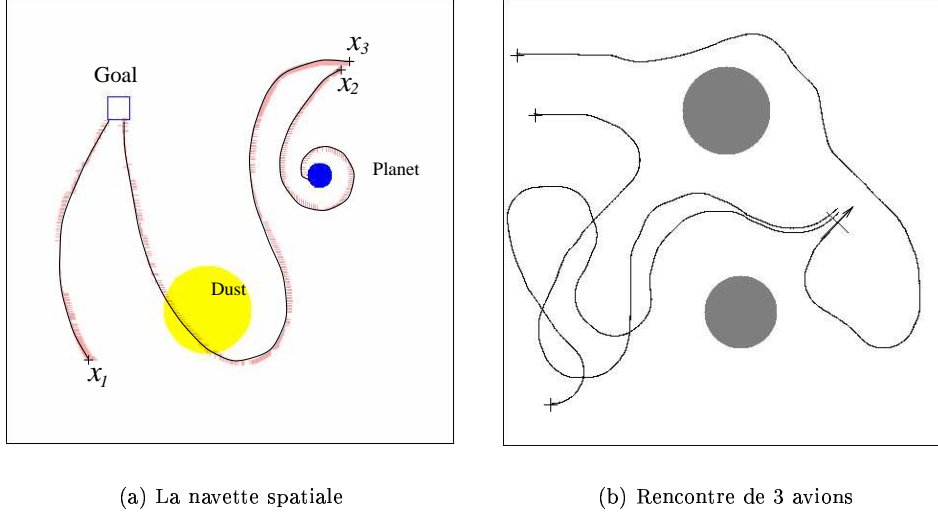 x3
Goal
x2
Planet
Dust
x1
(a) La navette spatiale
(b) Rencontre de 3 avions